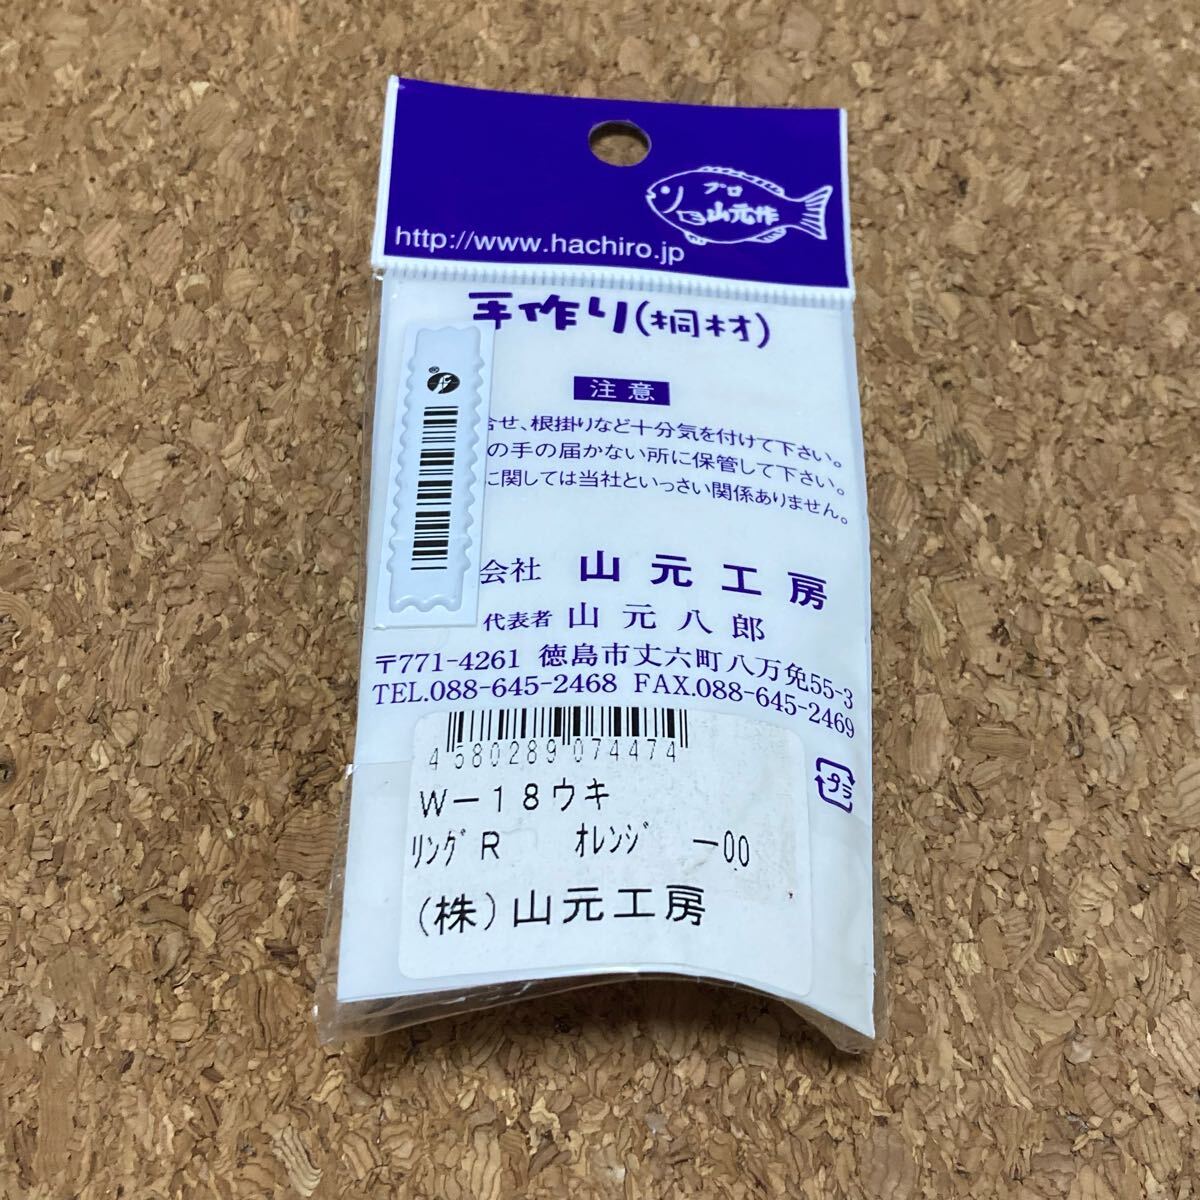 プロ
山元作
http://www.hachiro.jp
手作り(桐材)
注意
合せ、根掛りなど十分気を付けて下さい。
の手の届かない所に保管して下さい。
に関しては当社といっさい関係ありません。
会社 山元工房
代表者 山元八郎
〒771-4261 徳島市丈六町八万免55-3
TEL.088-645-2468 FAX.088-645-2469
4 580289 074474
プラ
W－18ウキ
ﾘﾝｸﾞR ｵﾚﾝｼﾞ －00
(株)山元工房